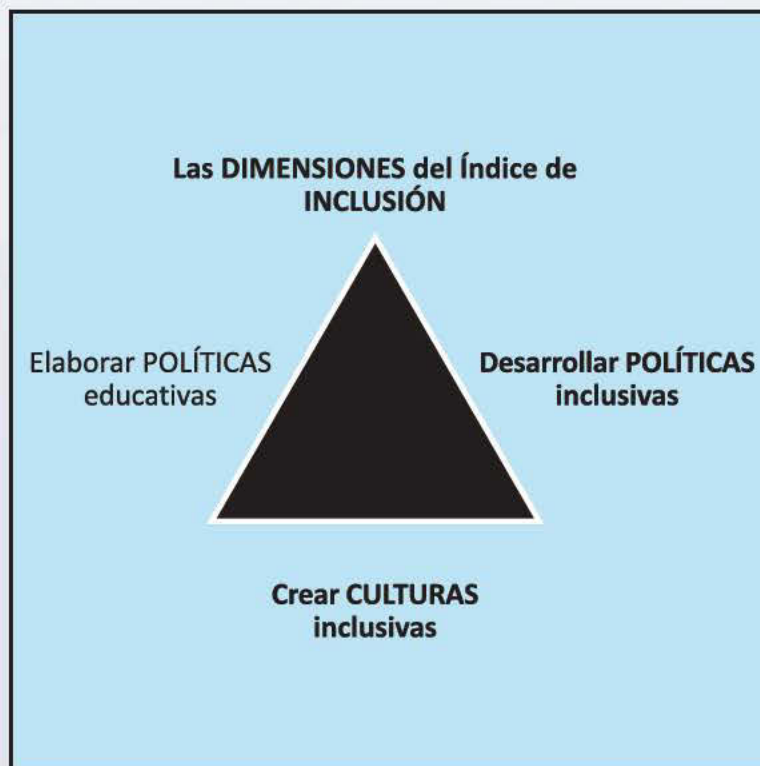 Las DIMENSIONES del Índice de
INCLUSIÓN
Elaborar POLÍTICAS
educativas
Desarrollar POLÍTICAS
inclusivas
Crear CULTURAS
inclusivas